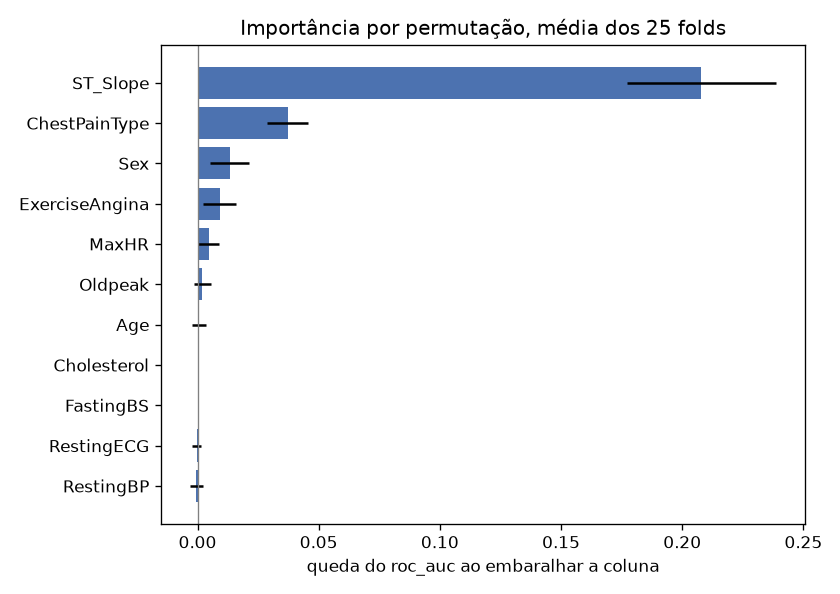 Importância por permutação, média dos 25 folds
ST_Slope
ChestPainType
Sex
ExerciseAngina
MaxHR
Oldpeak
Age
Cholesterol
FastingBS
RestingECG
RestingBP
0.00 0.05 0.10 0.15 0.20 0.25
queda do roc_auc ao embaralhar a coluna